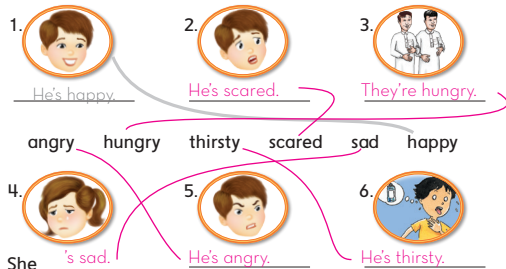 1. 2. 3.
He's happy. He's scared. They're hungry.
angry hungry thirsty scared sad happy
4. 5. 6.
She 's sad. He's angry. He's thirsty.